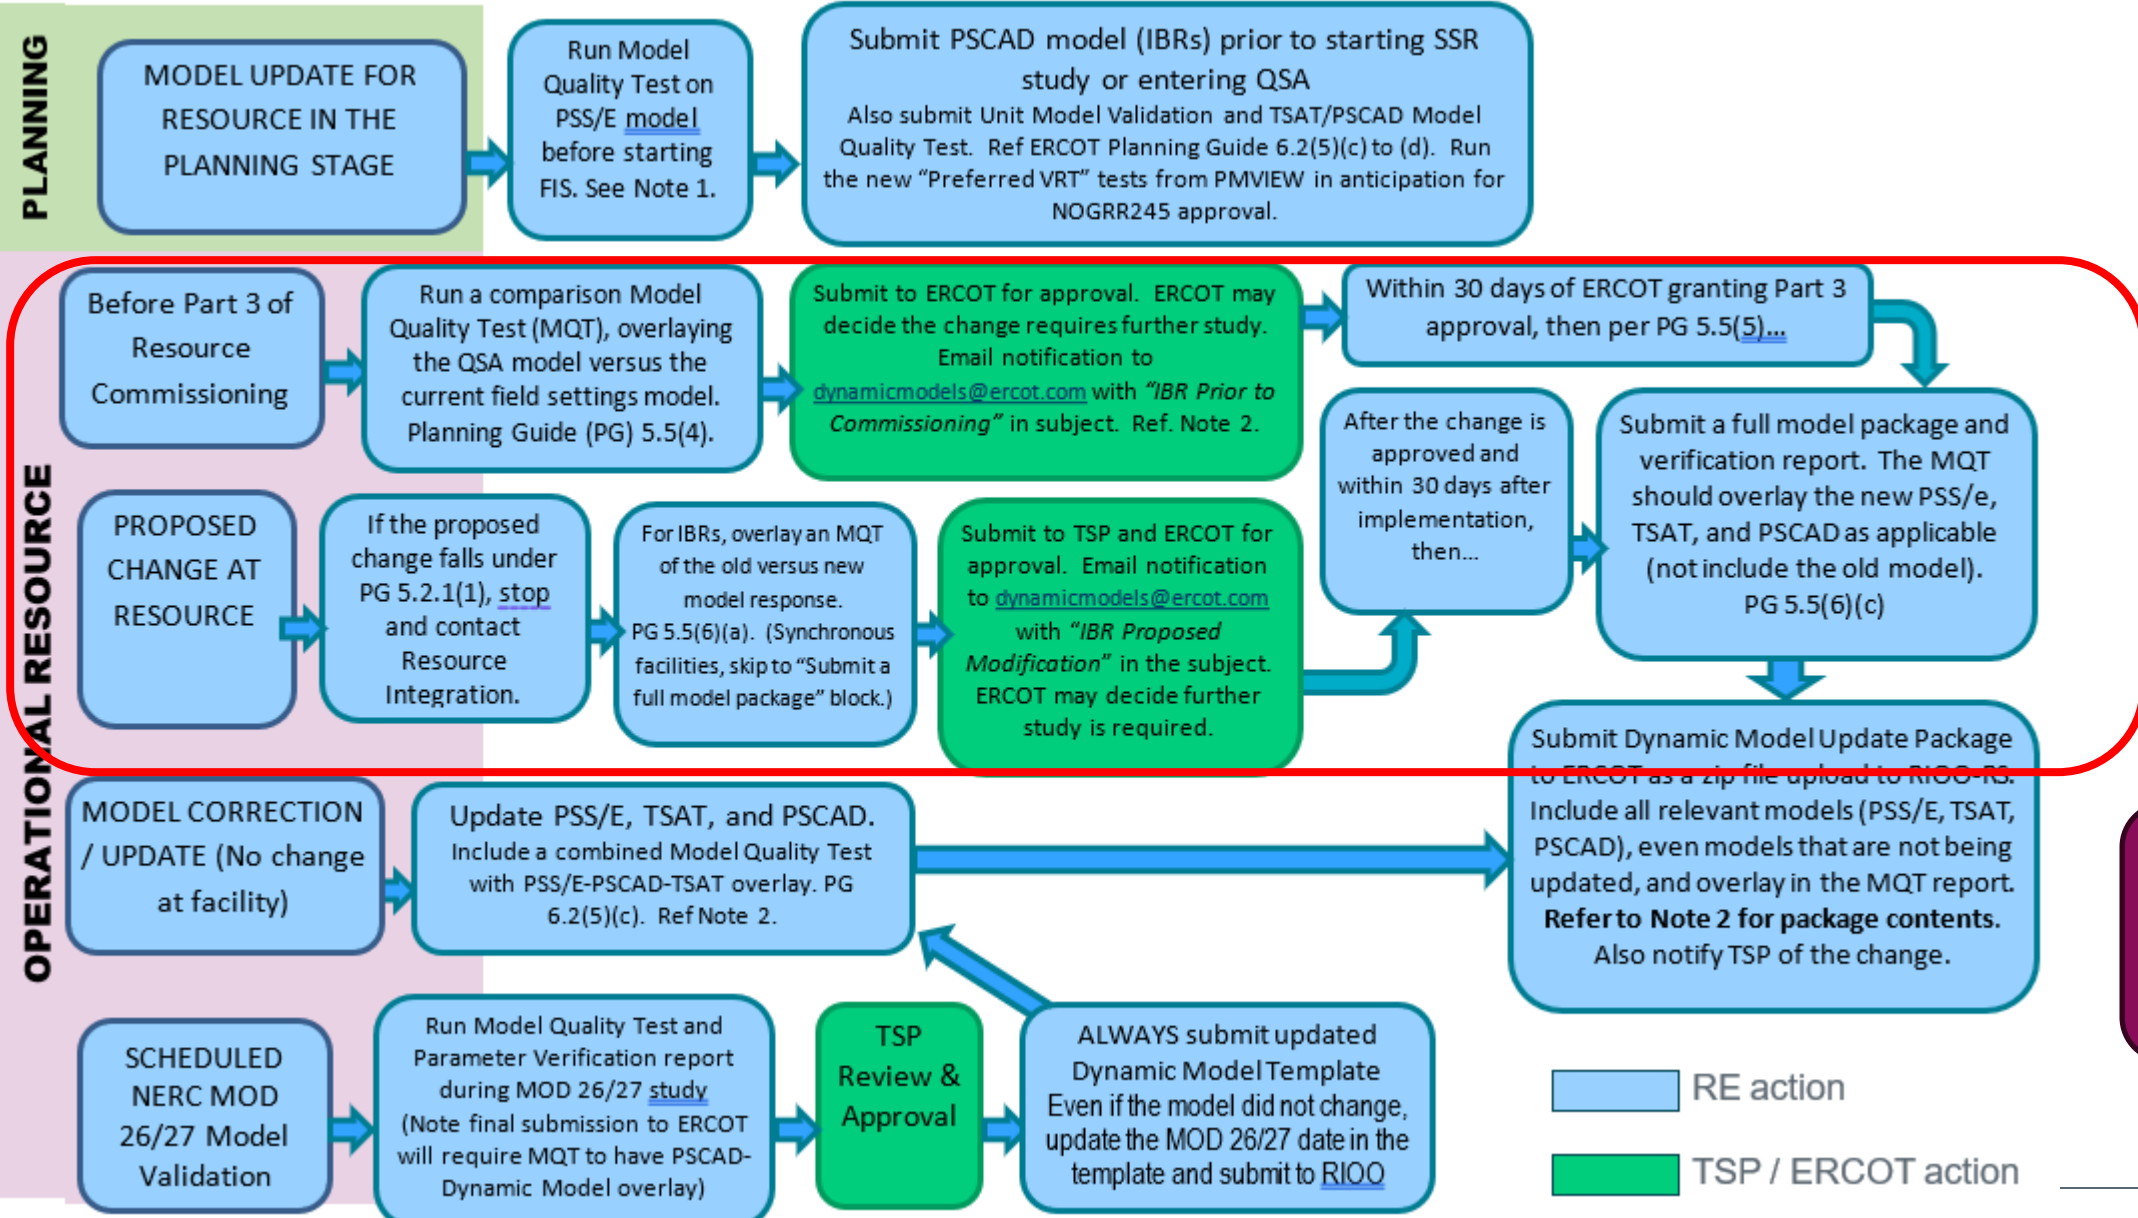 PLANNING
MODEL UPDATE FOR
RESOURCE IN THE
PLANNING STAGE
Run Model
Quality Test on
PSS/E model
before starting
FIS. See Note 1.
Submit PSCAD model (IBRs) prior to starting SSR
study or entering QSA
Also submit Unit Model Validation and TSAT/PSCAD Model
Quality Test. Ref ERCOT Planning Guide 6.2(5)(c) to (d). Run
the new “Preferred VRT” tests from PMVIEW in anticipation for
NOGRR245 approval.
OPERATIONAL RESOURCE
Before Part 3 of
Resource
Commissioning
Run a comparison Model
Quality Test (MQT), overlaying
the QSA model versus the
current field settings model.
Planning Guide (PG) 5.5(4).
Submit to ERCOT for approval. ERCOT may
decide the change requires further study.
Email notification to
dynamicmodels@ercot.com with “IBR Prior to
Commissioning” in subject. Ref. Note 2.
Within 30 days of ERCOT granting Part 3
approval, then per PG 5.5(5)...
PROPOSED
CHANGE AT
RESOURCE
If the proposed
change falls under
PG 5.2.1(1), stop
and contact
Resource
Integration.
For IBRs, overlay an MQT
of the old versus new
model response.
PG 5.5(6)(a). (Synchronous
facilities, skip to “Submit a
full model package” block.)
Submit to TSP and ERCOT for
approval. Email notification
to dynamicmodels@ercot.com
with “IBR Proposed
Modification” in the subject.
ERCOT may decide further
study is required.
After the change is
approved and
within 30 days after
implementation,
then...
Submit a full model package and
verification report. The MQT
should overlay the new PSS/e,
TSAT, and PSCAD as applicable
(not include the old model).
PG 5.5(6)(c)
MODEL CORRECTION
/ UPDATE (No change
at facility)
Update PSS/E, TSAT, and PSCAD.
Include a combined Model Quality Test
with PSS/E-PSCAD-TSAT overlay. PG
6.2(5)(c). Ref Note 2.
Submit Dynamic Model Update Package
to ERCOT as a zip file upload to RIOO-RS.
Include all relevant models (PSS/E, TSAT,
PSCAD), even models that are not being
updated, and overlay in the MQT report.
Refer to Note 2 for package contents.
Also notify TSP of the change.
SCHEDULED
NERC MOD
26/27 Model
Validation
Run Model Quality Test and
Parameter Verification report
during MOD 26/27 study
(Note final submission to ERCOT
will require MQT to have PSCAD-
Dynamic Model overlay)
TSP
Review &
Approval
ALWAYS submit updated
Dynamic Model Template
Even if the model did not change,
update the MOD 26/27 date in the
template and submit to RIOO
RE action
TSP / ERCOT action